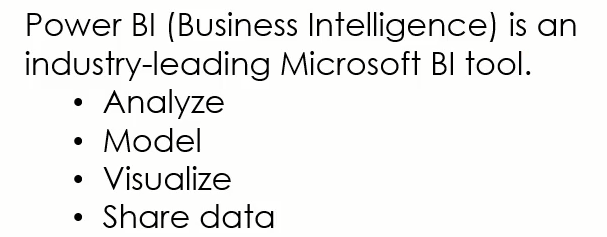 Power BI (Business Intelligence) is an
industry-leading Microsoft BI tool.
• Analyze
• Model
• Visualize
• Share data